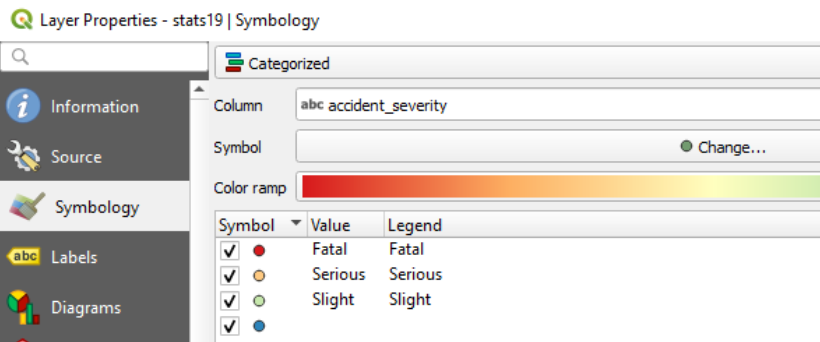 Layer Properties - stats19 | Symbology
Categorized
Information
Column abc accident_severity
Source
Symbol Change...
Symbology
Color ramp
Symbol Value Legend
Fatal Fatal
abc Labels
Serious Serious
Slight Slight
Diagrams